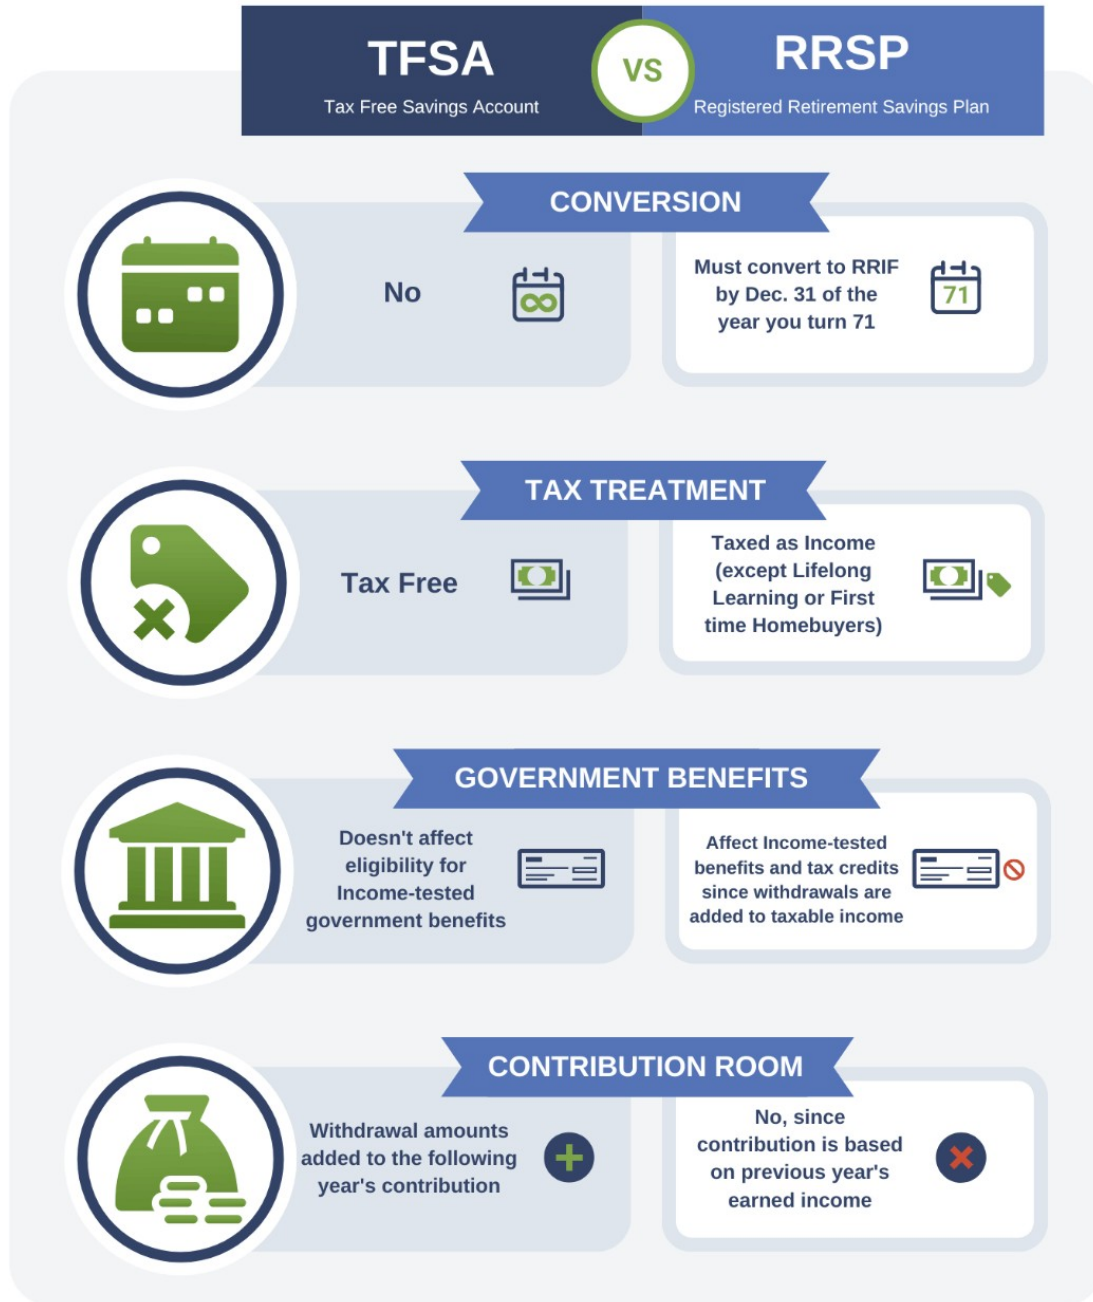 TFSA
Tax Free Savings Account
VS
RRSP
Registered Retirement Savings Plan
CONVERSION
No
Must convert to RRIF
by Dec. 31 of the
year you turn 71
71
TAX TREATMENT
Tax Free
Taxed as Income
(except Lifelong
Learning or First
time Homebuyers)
GOVERNMENT BENEFITS
Doesn't affect
eligibility for
Income-tested
government benefits
Affect Income-tested
benefits and tax credits
since withdrawals are
added to taxable income
CONTRIBUTION ROOM
Withdrawal amounts
added to the following
year's contribution
No, since
contribution is based
on previous year's
earned income